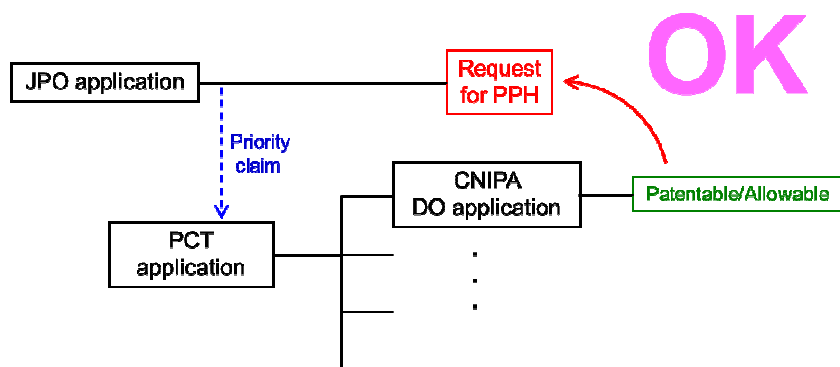 OK
Request
for PPH
JPO application
Priority
claim
CNIPA
DO application
Patentable/Allowable
PCT
application